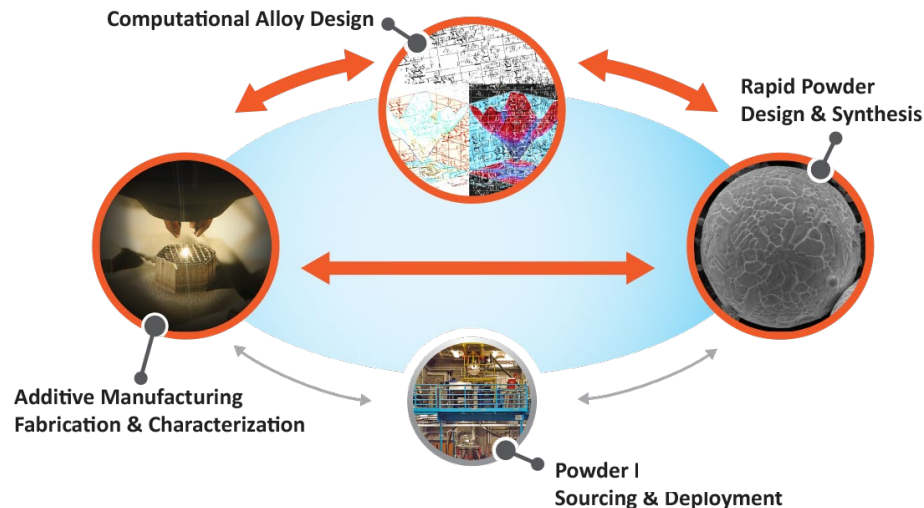 Computational Alloy Design
Rapid Powder
Design & Synthesis
Additive Manufacturing
Fabrication & Characterization
Powder
Sourcing & Deployment